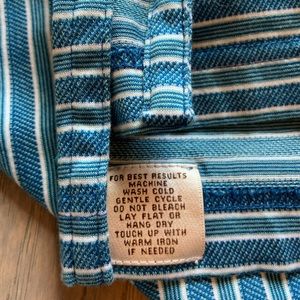 FOR BEST RESULTS
MACHINE
WASH COLD
GENTLE CYCLE
DO NOT BLEACH
LAY FLAT OR
HANG DRY
TOUCH UP WITH
WARM IRON
IF NEEDED